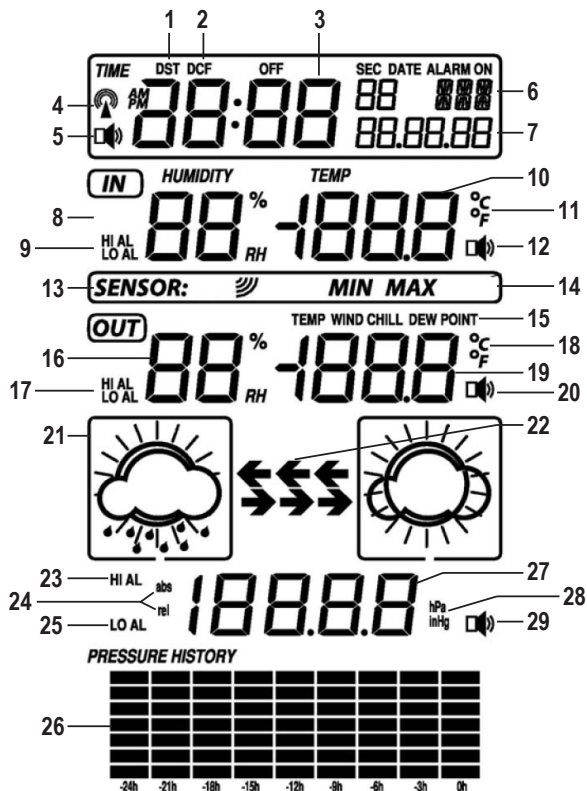 1 2 3
TIME DST DCF OFF SEC DATE ALARM ON
4 AM PM 28:88 88 6
5 88.88.88 7
IN HUMIDITY TEMP 10
8 88 % -188.8 °C °F 11
9 HI AL LO AL RH 12
13 SENSOR: MIN MAX 14
OUT TEMP WIND CHILL DEW POINT 15
16 88 % -188.8 °C °F 18
19
17 HI AL LO AL RH 20
21 22
23 HI AL 188.8.8 27
24 abs rel hPa inHg 28
25 LO AL 29
PRESSURE HISTORY
26
-24h -21h -18h -15h -12h -9h -6h -3h 0h